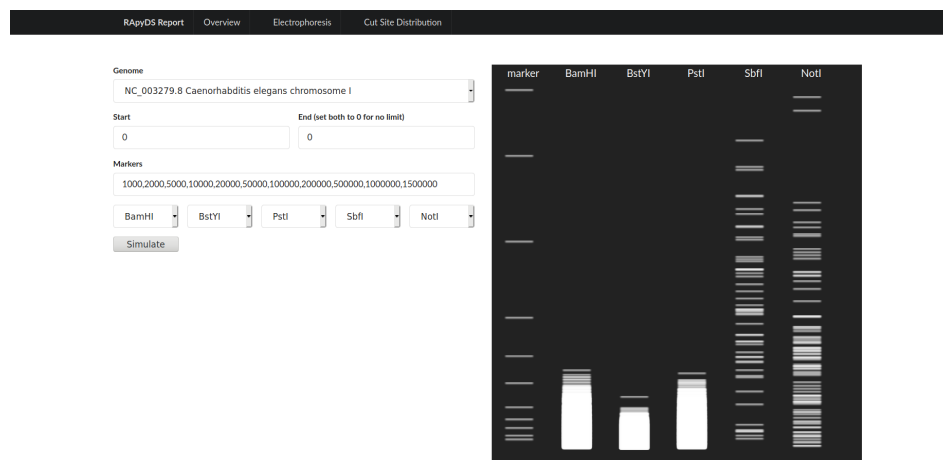 RApyDS Report Overview Electrophoresis Cut Site Distribution
Genome
NC_003279.8 Caenorhabditis elegans chromosome I
Start End (set both to 0 for no limit)
0 0
Markers
1000,2000,5000,10000,20000,50000,100000,200000,500000,1000000,1500000
BamHI BstYI PstI SbfI NotI
Simulate
marker BamHI BstYI PstI SbfI NotI